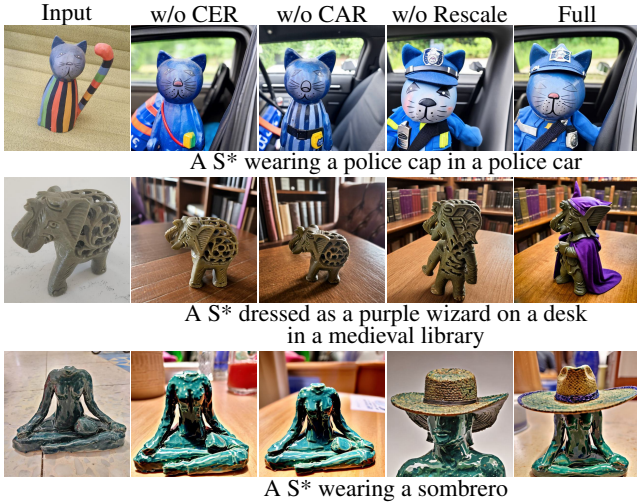 Input w/o CER w/o CAR w/o Rescale Full
A S* wearing a police cap in a police car
A S* dressed as a purple wizard on a desk
in a medieval library
A S* wearing a sombrero